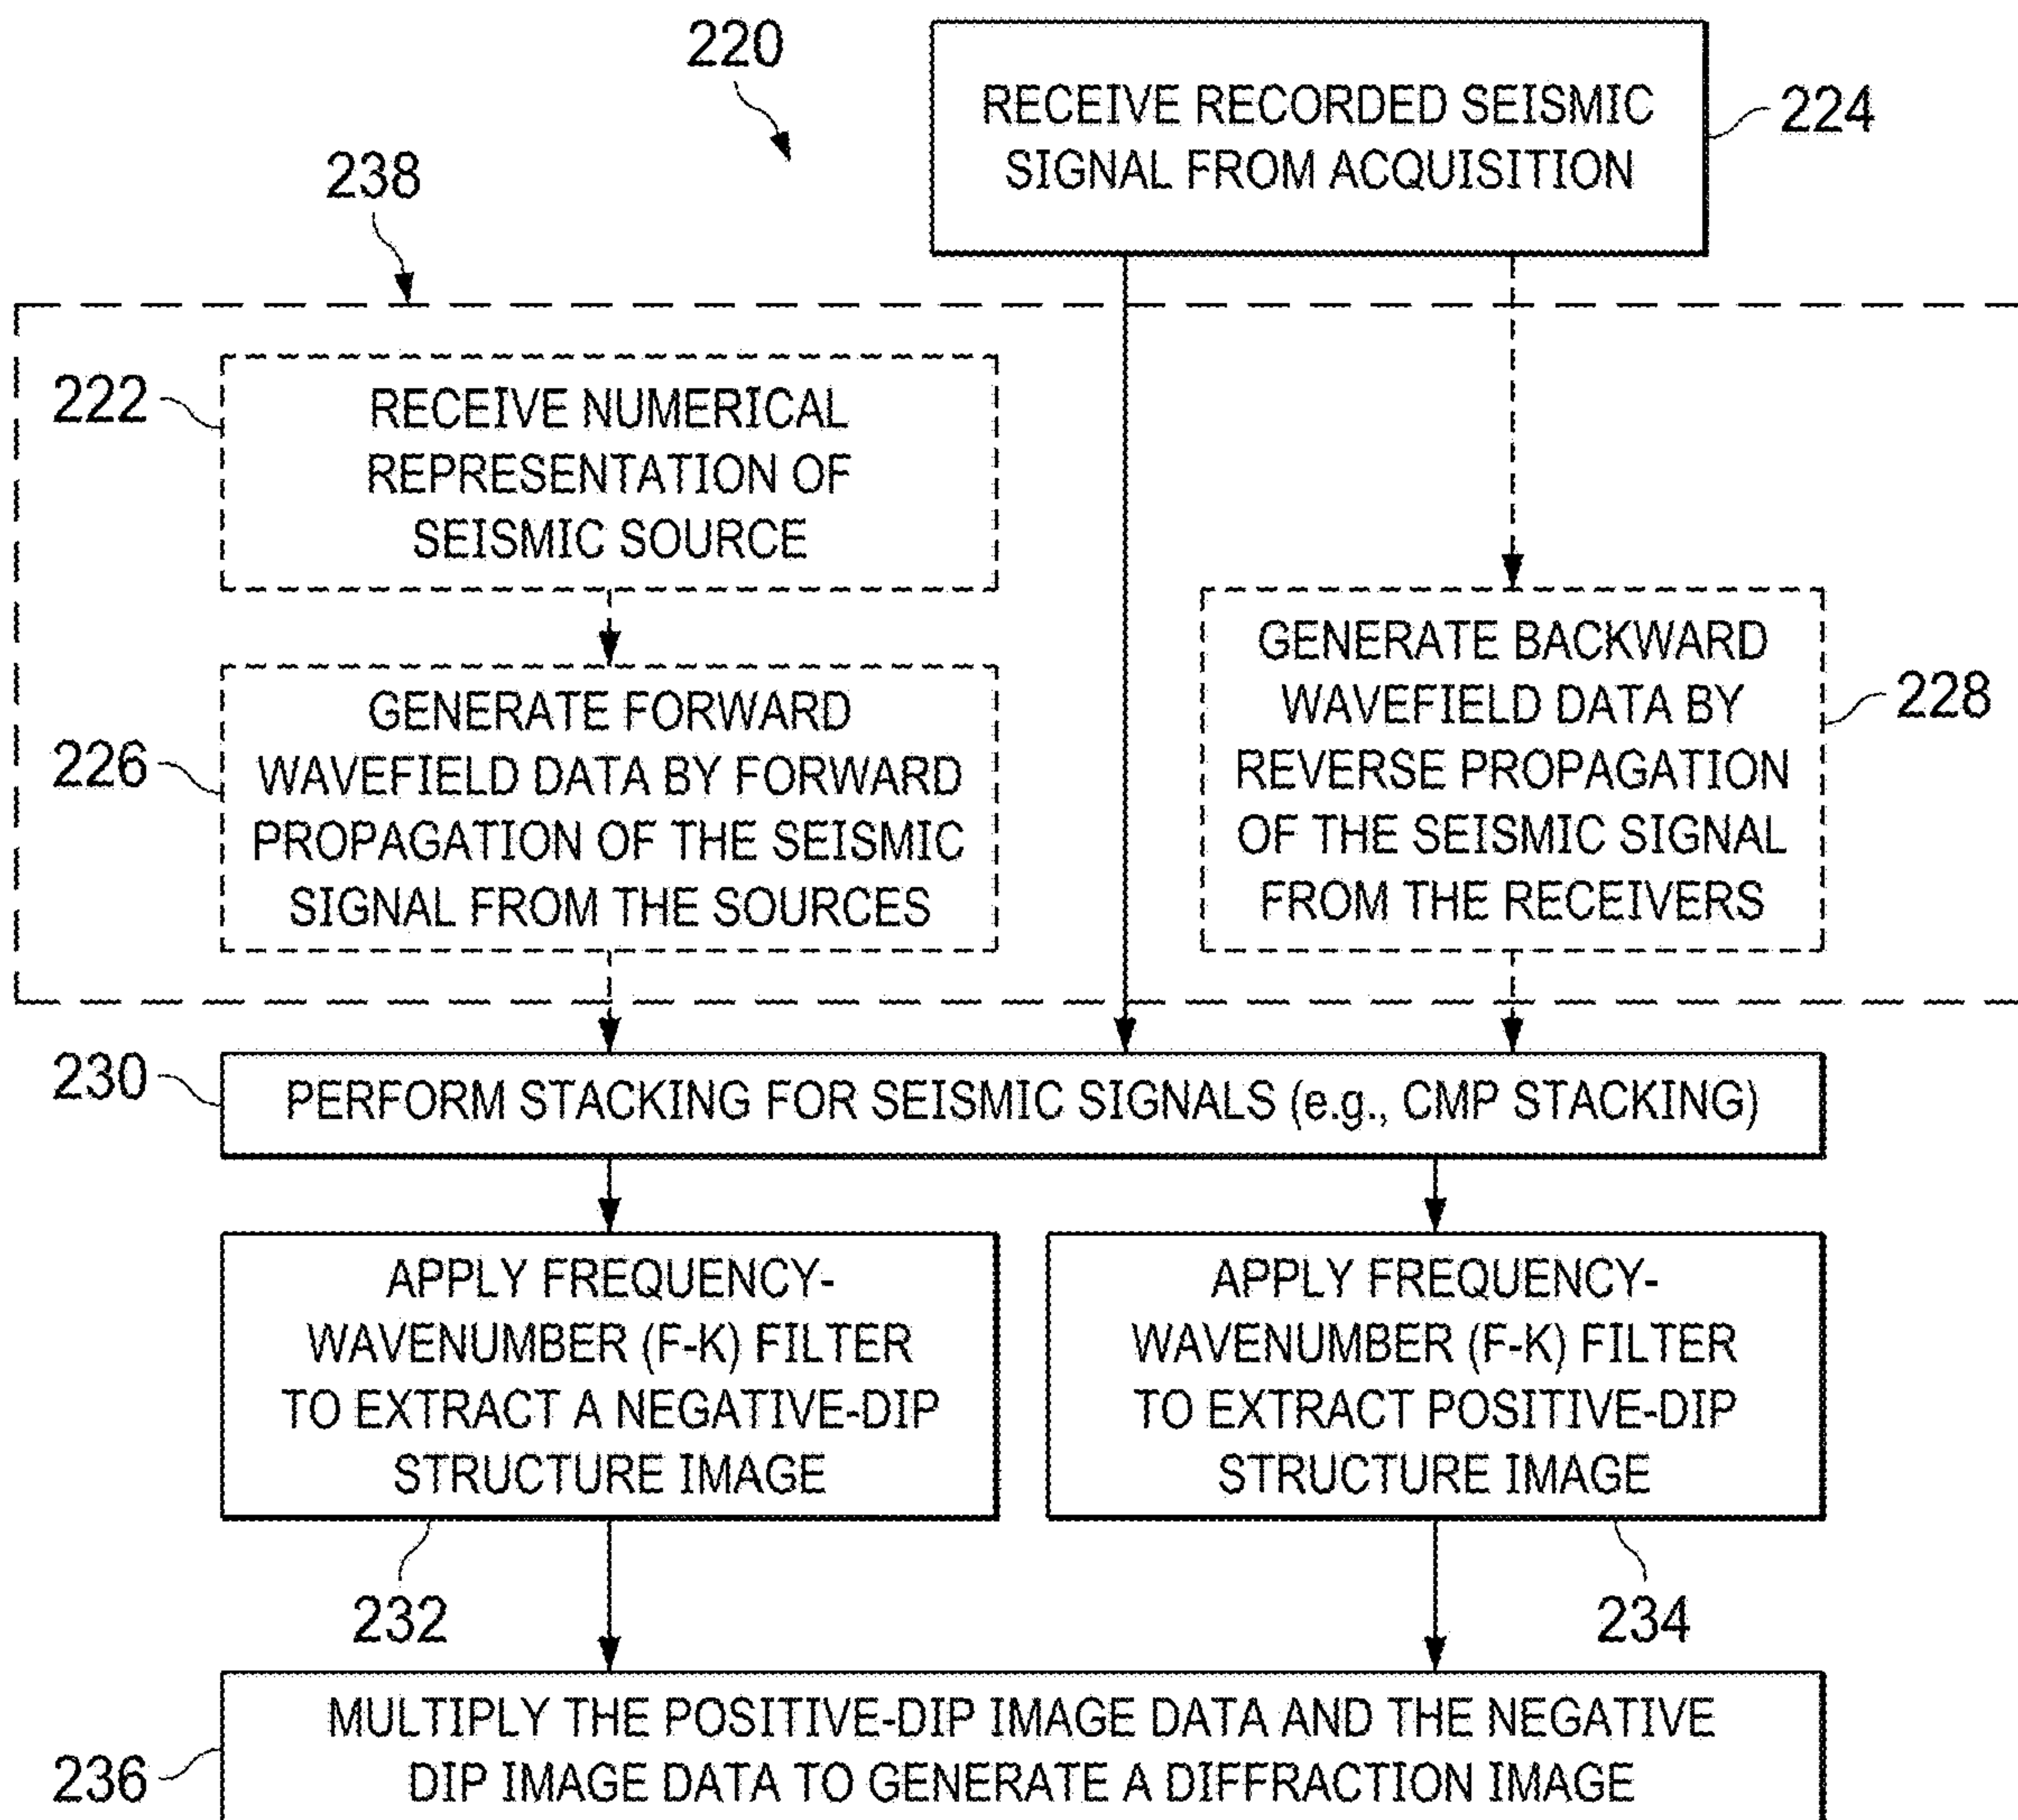 220
RECEIVE RECORDED SEISMIC
SIGNAL FROM ACQUISITION
224
238
222
RECEIVE NUMERICAL
REPRESENTATION OF
SEISMIC SOURCE
226
GENERATE FORWARD
WAVEFIELD DATA BY FORWARD
PROPAGATION OF THE SEISMIC
SIGNAL FROM THE SOURCES
GENERATE BACKWARD
WAVEFIELD DATA BY
REVERSE PROPAGATION
OF THE SEISMIC SIGNAL
FROM THE RECEIVERS
228
230
PERFORM STACKING FOR SEISMIC SIGNALS (e.g., CMP STACKING)
APPLY FREQUENCY-
WAVENUMBER (F-K) FILTER
TO EXTRACT A NEGATIVE-DIP
STRUCTURE IMAGE
232
APPLY FREQUENCY-
WAVENUMBER (F-K) FILTER
TO EXTRACT POSITIVE-DIP
STRUCTURE IMAGE
234
236
MULTIPLY THE POSITIVE-DIP IMAGE DATA AND THE NEGATIVE
DIP IMAGE DATA TO GENERATE A DIFFRACTION IMAGE